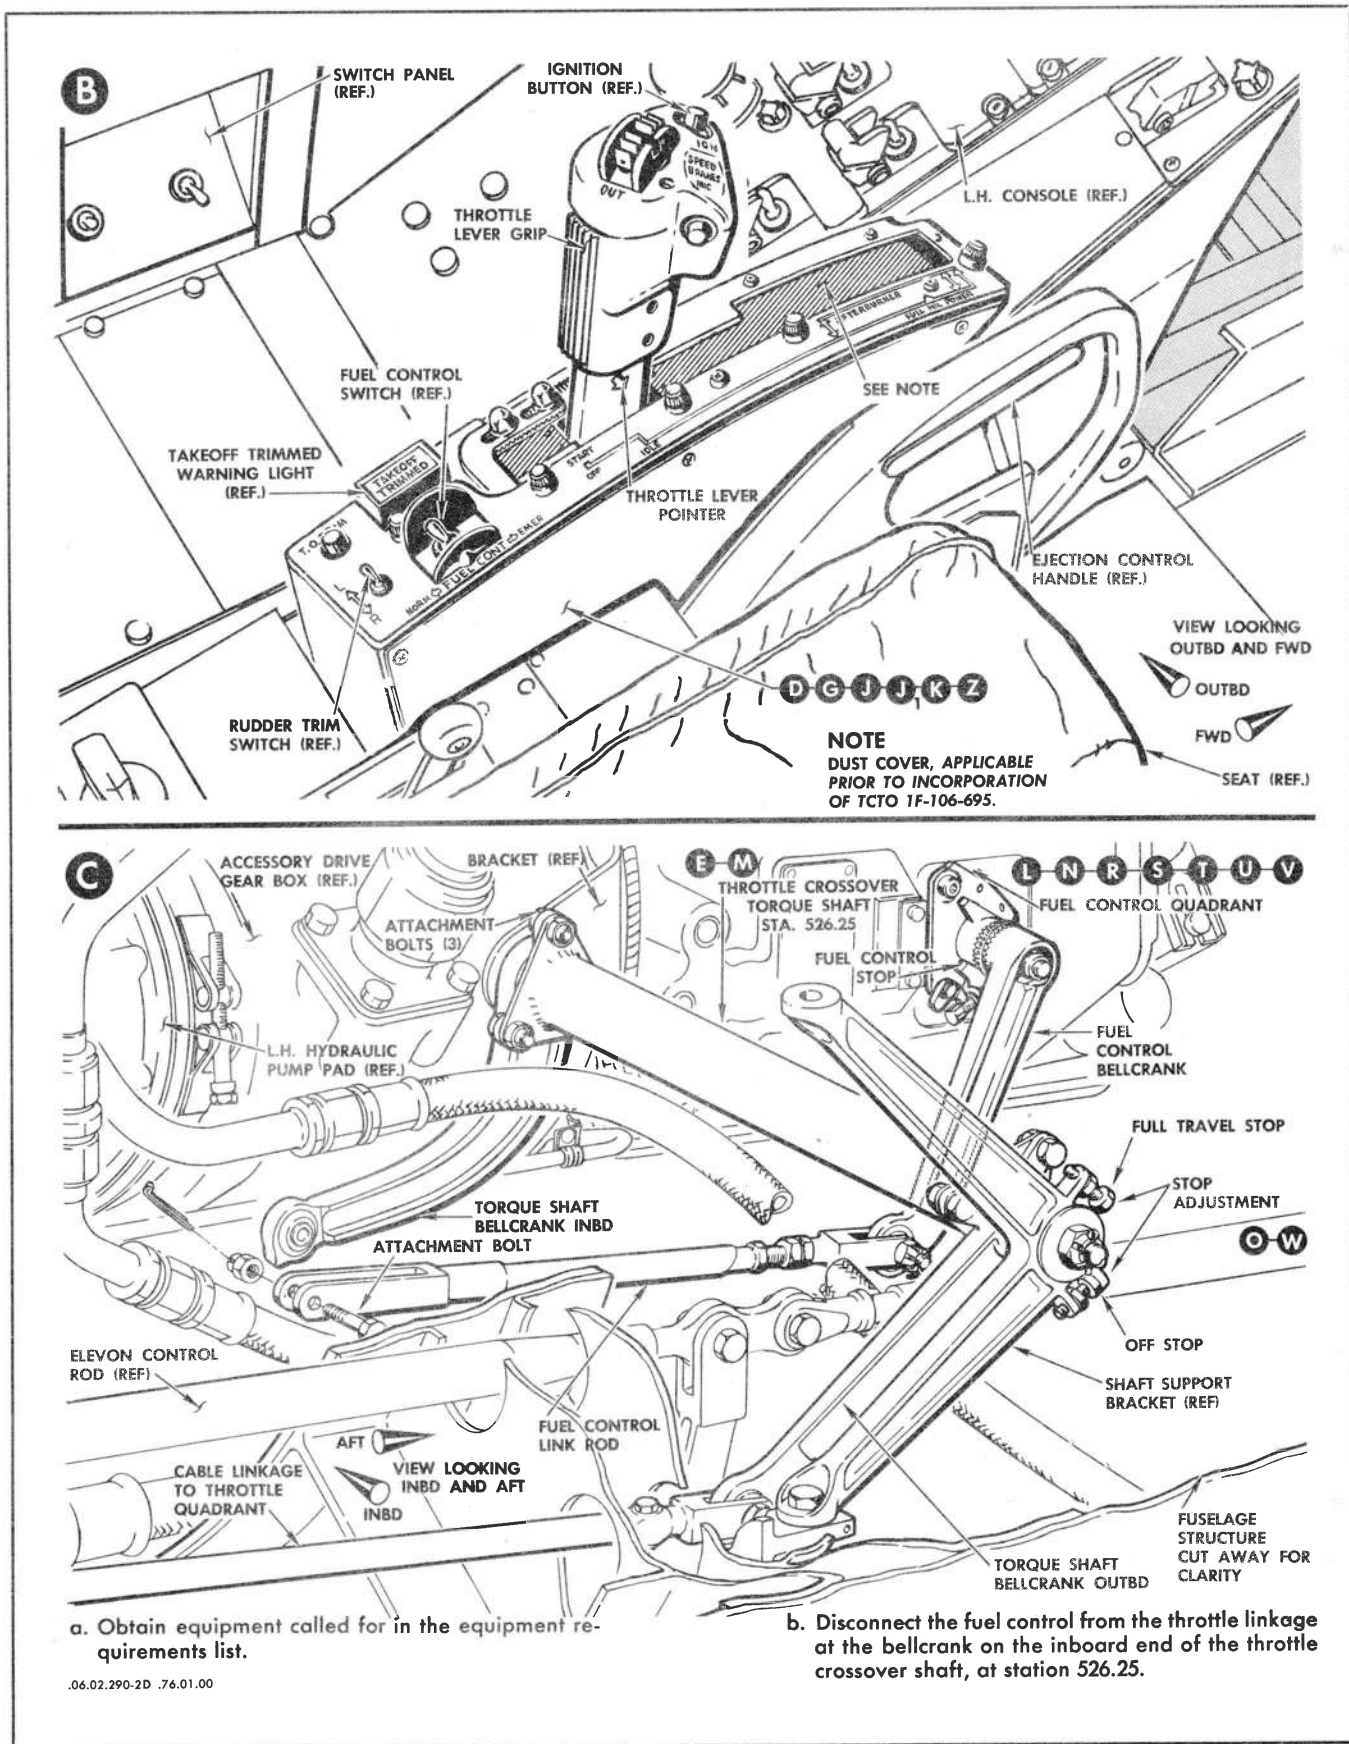 B
SWITCH PANEL
(REF.)
IGNITION
BUTTON (REF.)
IGN
SPEED
BRAKES
INC
OUT
L.H. CONSOLE (REF.)
THROTTLE
LEVER GRIP
AFTERBURNER
FUEL CONTROL
SWITCH (REF.)
SEE NOTE
TAKEOFF TRIMMED
WARNING LIGHT
(REF.)
TAKEOFF
TRIMMED
START
OFF
IDLE
THROTTLE LEVER
POINTER
NORM
FUEL CONT
EMER
L
R
EJECTION CONTROL
HANDLE (REF.)
VIEW LOOKING
OUTBD AND FWD
OUTBD
FWD
D G J J1 K Z
RUDDER TRIM
SWITCH (REF.)
NOTE
DUST COVER, APPLICABLE
PRIOR TO INCORPORATION
OF TCTO 1F-106-695.
SEAT (REF.)
C
ACCESSORY DRIVE
GEAR BOX (REF.)
BRACKET (REF)
E M
THROTTLE CROSSOVER
TORQUE SHAFT
STA. 526.25
L N R S T U V
FUEL CONTROL QUADRANT
ATTACHMENT
BOLTS (3)
FUEL CONTROL
STOP
L.H. HYDRAULIC
PUMP PAD (REF.)
FUEL
CONTROL
BELLCRANK
FULL TRAVEL STOP
STOP
ADJUSTMENT
TORQUE SHAFT
BELLCRANK INBD
ATTACHMENT BOLT
O W
OFF STOP
ELEVON CONTROL
ROD (REF)
SHAFT SUPPORT
BRACKET (REF)
FUEL CONTROL
LINK ROD
AFT
VIEW LOOKING
INBD AND AFT
INBD
CABLE LINKAGE
TO THROTTLE
QUADRANT
TORQUE SHAFT
BELLCRANK OUTBD
FUSELAGE
STRUCTURE
CUT AWAY FOR
CLARITY
a. Obtain equipment called for in the equipment re-
quirements list.
b. Disconnect the fuel control from the throttle linkage
at the bellcrank on the inboard end of the throttle
crossover shaft, at station 526.25.
.06.02.290-2D .76.01.00